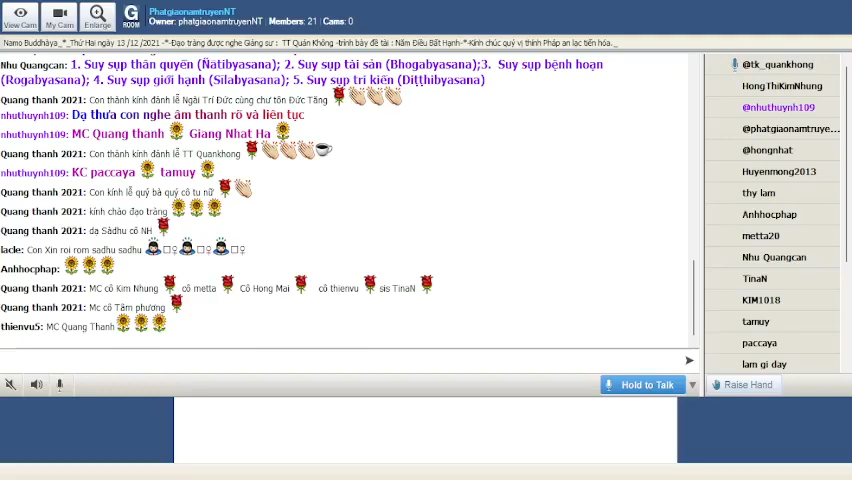 PhatgiaonamtruyenNT
Owner: phatgiaonamtruyenNT | Members: 21 | Cams: 0
View Cam
My Cam
Enlarge
G
ROOM
Namo Buddhàya_*_Thứ Hai ngày 13 /12 /2021 -*-Đạo tràng được nghe Giảng sư : TT Quán Không -trình bày đề tài : Năm Điều Bất Hạnh-*-Kính chúc quý vị thính Pháp an lạc tiến hóa._
Nhu Quangcan: 1. Suy sụp thân quyến (Ñātibyasana); 2. Suy sụp tài sản (Bhogabyasana);3. Suy sụp bệnh hoạn
(Rogabyasana); 4. Suy sụp giới hạnh (Sīlabyasana); 5. Suy sụp tri kiến (Diṭṭhibyasana)
Quang thanh 2021: Con thành kính đảnh lễ Ngài Trí Đức cùng chư tôn Đức Tăng
nhuthuynh109: Dạ thưa con nghe âm thanh rõ và liên tục
nhuthuynh109: MC Quang thanh Giang Nhat Ha
Quang thanh 2021: Con thành kính đảnh lễ TT Quankhong
nhuthuynh109: KC paccaya tamuy
Quang thanh 2021: Con kính lễ quý bà quý cô tu nữ
Quang thanh 2021: kính chào đạo tràng
Quang thanh 2021: dạ Sàdhu cô NH
lacle: Con Xin roi rom sadhu sadhu
Anhhocphap:
Quang thanh 2021: MC cô Kim Nhung cô metta Cô Hong Mai cô thienvu sis TinaN
Quang thanh 2021: Mc cô Tâm phương
thienvu5: MC Quang Thanh
@tk_quankhong
HongThiKimNhung
@nhuthuynh109
@phatgiaonamtruye...
@hongnhat
Huyenmong2013
thy lam
Anhhocphap
metta20
Nhu Quangcan
TinaN
KIM1018
tamuy
paccaya
lam gi day
Hold to Talk
Raise Hand